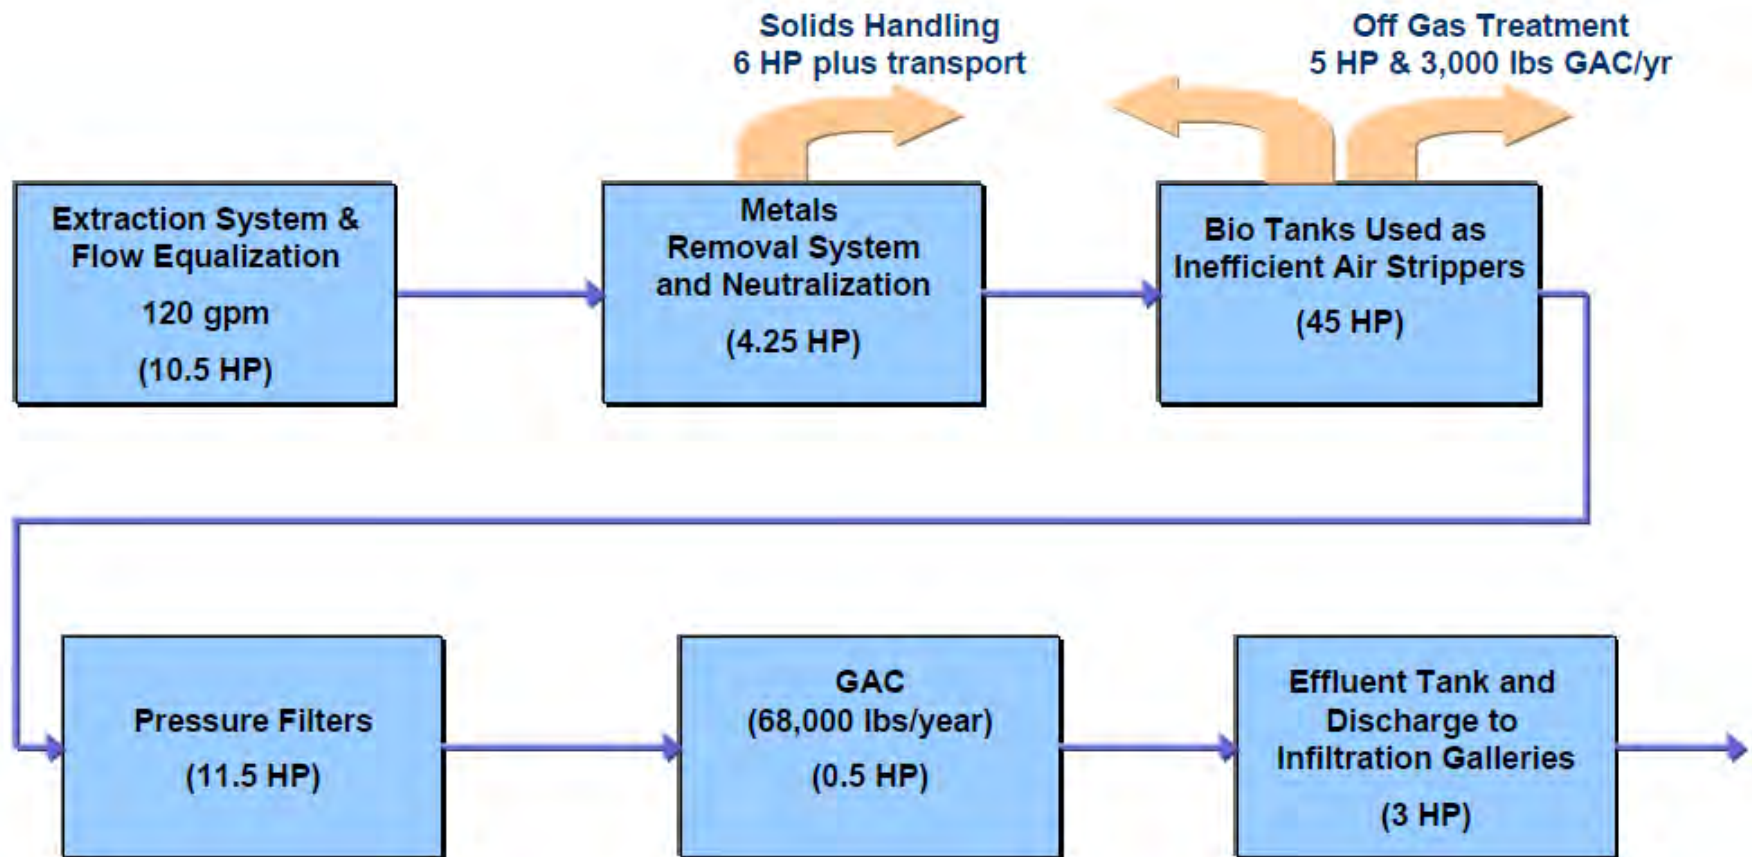 Solids Handling
6 HP plus transport
Off Gas Treatment
5 HP & 3,000 lbs GAC/yr
Extraction System &
Flow Equalization
120 gpm
(10.5 HP)
Metals
Removal System
and Neutralization
(4.25 HP)
Bio Tanks Used as
Inefficient Air Strippers
(45 HP)
Pressure Filters
(11.5 HP)
GAC
(68,000 lbs/year)
(0.5 HP)
Effluent Tank and
Discharge to
Infiltration Galleries
(3 HP)